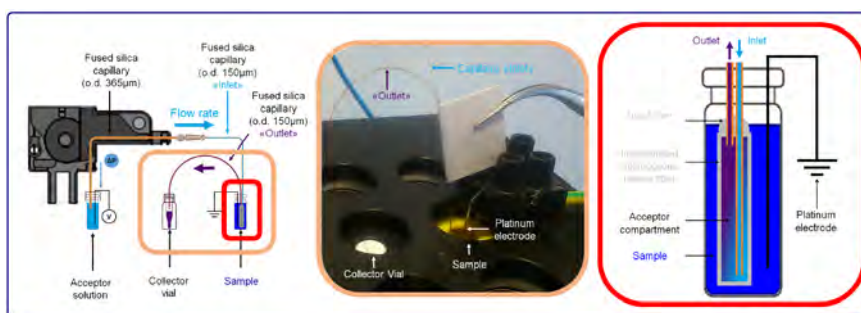 Fused silica
capillary
(o.d. 365µm)
Fused silica
capillary
(o.d. 150µm)
«Inlet»
Flow rate
Fused silica
capillary
(o.d. 150µm)
«Outlet»
ΔP
V
Acceptor
solution
Collector
vial
Sample
«Outlet»
Platinum
electrode
Collector Vial
Sample
Outlet
Inlet
Acceptor
compartment
Sample
Platinum
electrode